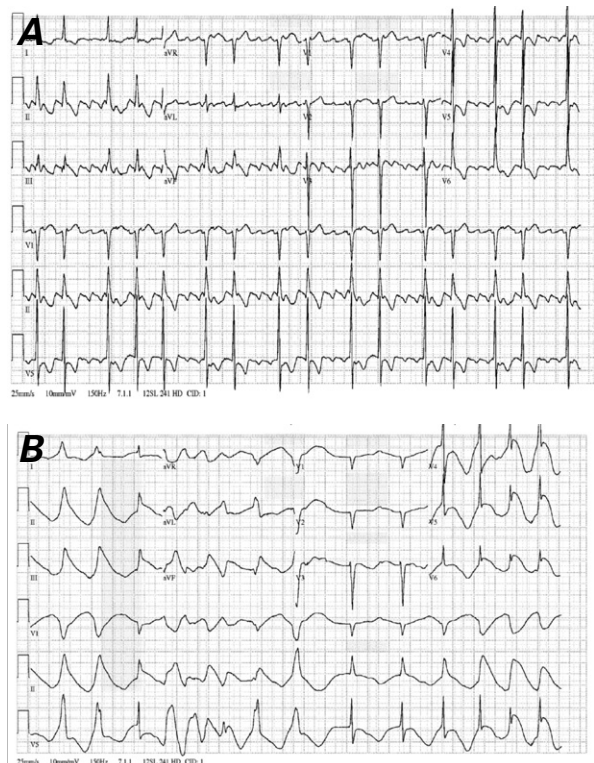 A
I aVR V1 V4
II aVL V2 V5
III aVF V3 V6
V1
II
V5
25mm/s 10mm/mV 150Hz 7.1.1 12SL 241 HD CID: 1
B
I aVR V1 V4
II aVL V2 V5
III aVF V3 V6
V1
II
V5
25mm/s 10mm/mV 150Hz 7.1.1 12SL 241 HD CID: 1